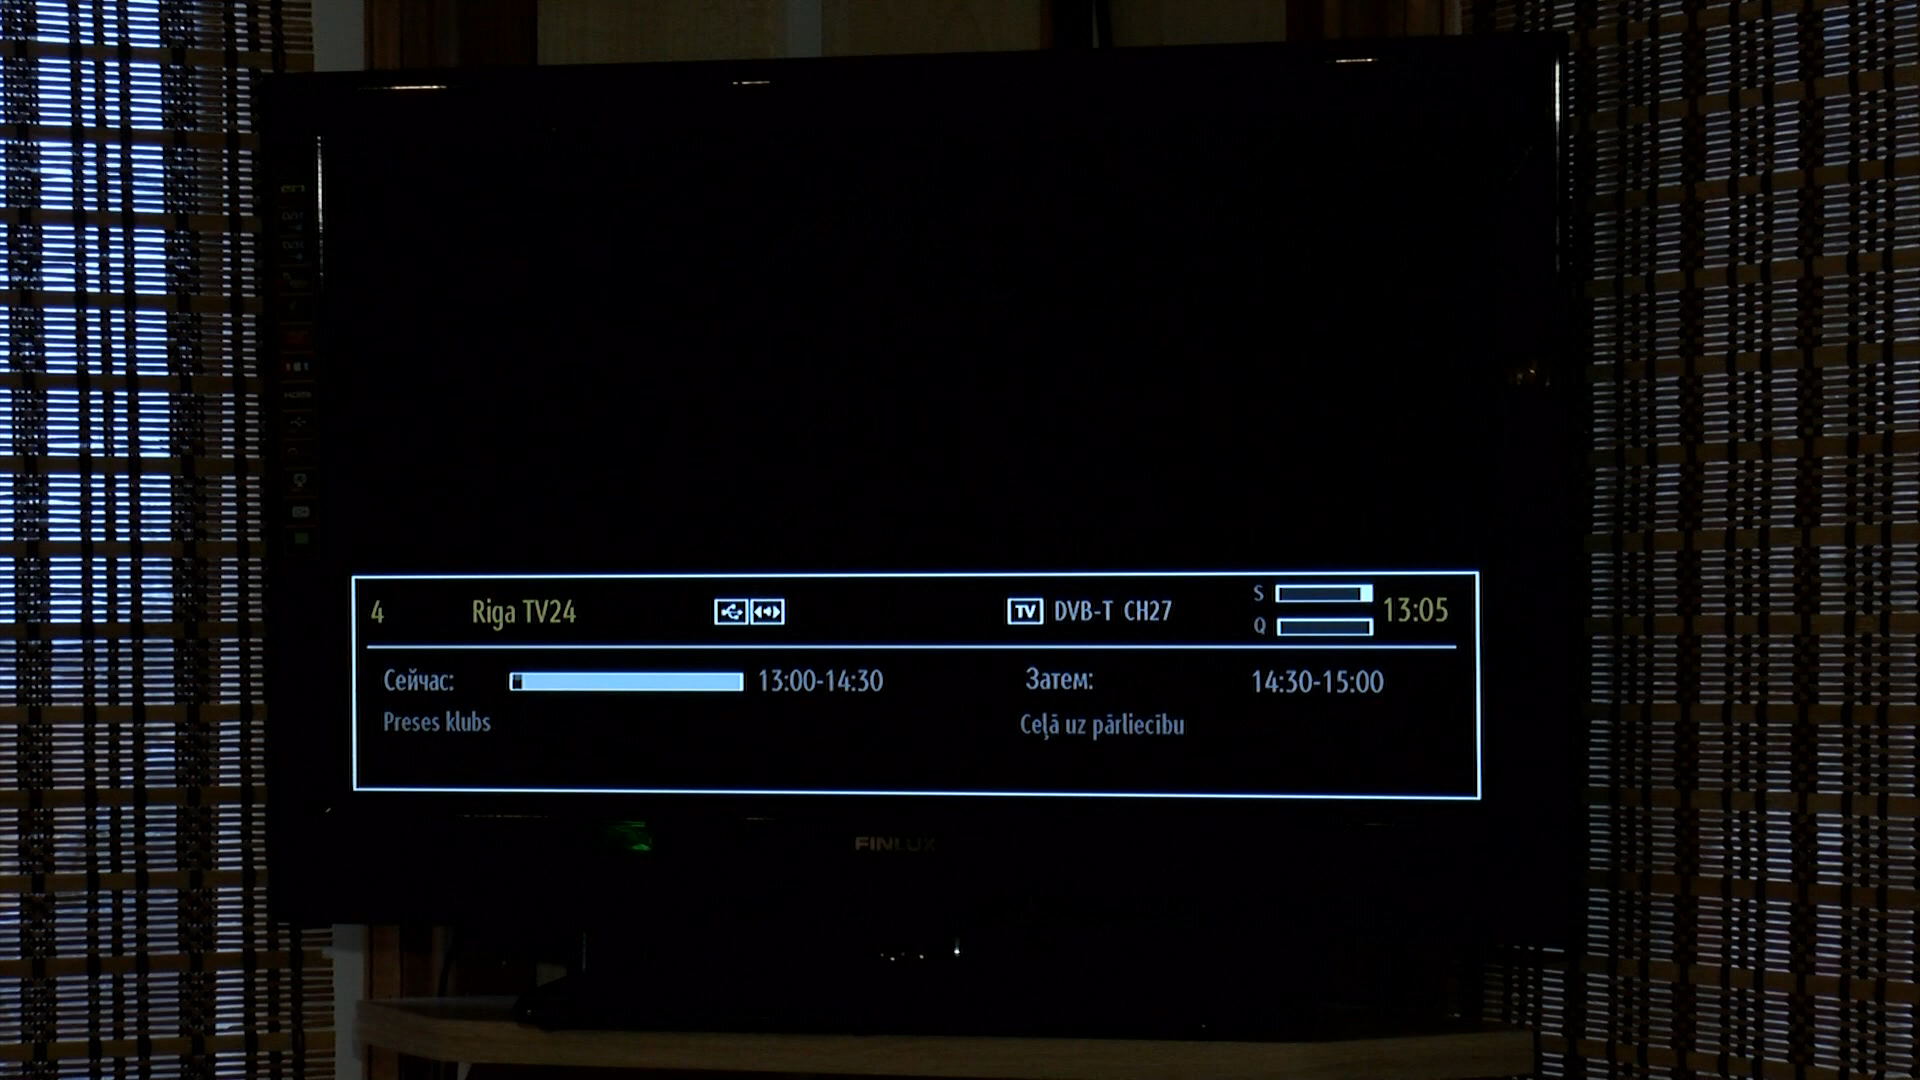 4 Riga TV24 TV DVB-T CH27 S Q 13:05
Сейчас: 13:00-14:30 Затем: 14:30-15:00
Preses klubs Ceļā uz pārliecību
FINLUX